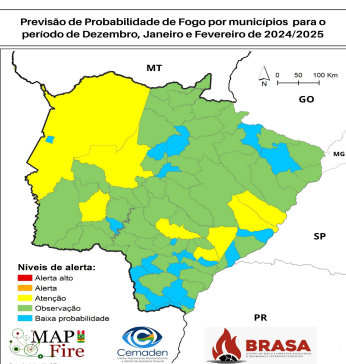 Previsão de Probabilidade de Fogo por municípios para o
período de Dezembro, Janeiro e Fevereiro de 2024/2025
MT
N
0 50 100 Km
GO
MG
SP
PR
Níveis de alerta:
Alerta alto
Alerta
Atenção
Observação
Baixa probabilidade
MAP
Fire
Cemaden
BRASA